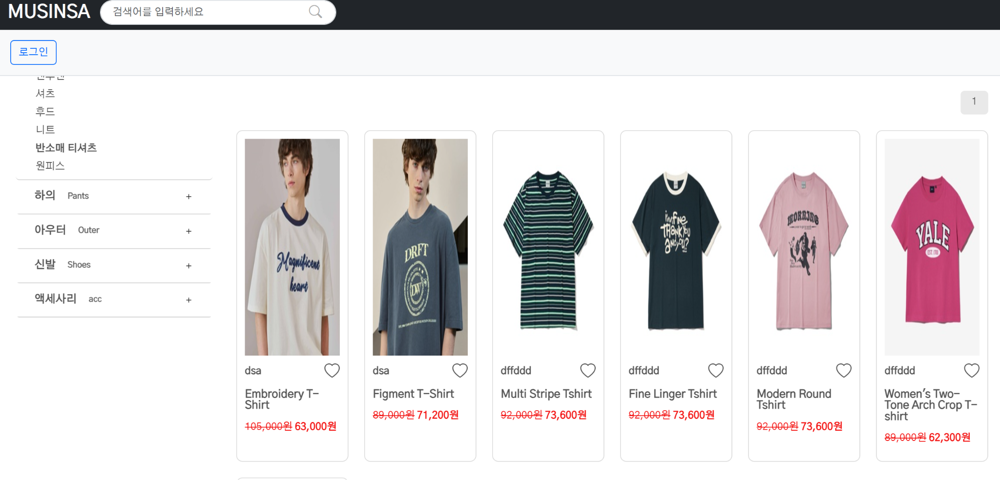 MUSINSA 검색어를 입력하세요
로그인
셔츠
후드
니트
반소매 티셔츠
원피스
하의 Pants +
아우터 Outer +
신발 Shoes +
액세사리 acc +
1
Magnificent
heart
DRFT
DW
I'm fine
THANK YOU
and you?
MORNING
YALE
EST. 1701
dsa
Embroidery T-
Shirt
105,000원 63,000원
dsa
Figment T-Shirt
89,000원 71,200원
dffddd
Multi Stripe Tshirt
92,000원 73,600원
dffddd
Fine Linger Tshirt
92,000원 73,600원
dffddd
Modern Round
Tshirt
92,000원 73,600원
dffddd
Women's Two-
Tone Arch Crop T-
shirt
89,000원 62,300원